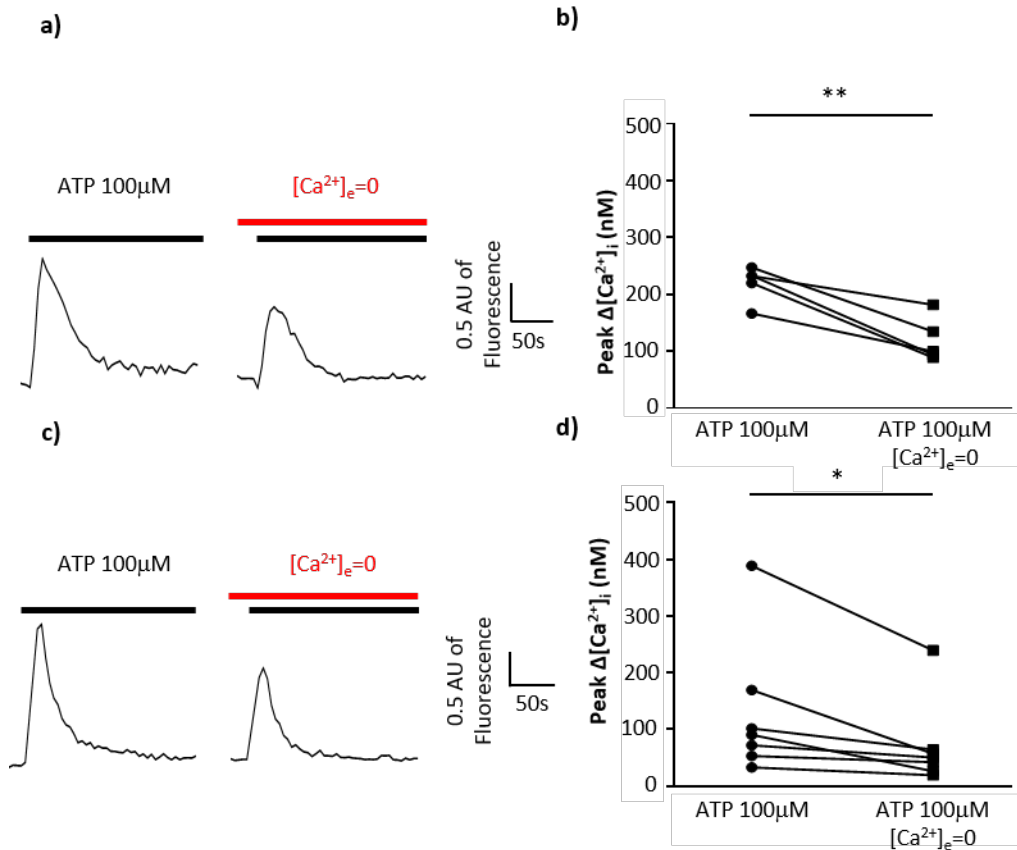 a)
ATP 100μM
[Ca²⁺]ₑ=0
0.5 AU of
Fluorescence
50s
b)
**
Peak Δ[Ca²⁺]ᵢ (nM)
500
400
300
200
100
0
ATP 100μM
ATP 100μM
[Ca²⁺]ₑ=0
c)
ATP 100μM
[Ca²⁺]ₑ=0
0.5 AU of
Fluorescence
50s
d)
*
Peak Δ[Ca²⁺]ᵢ (nM)
500
400
300
200
100
0
ATP 100μM
ATP 100μM
[Ca²⁺]ₑ=0